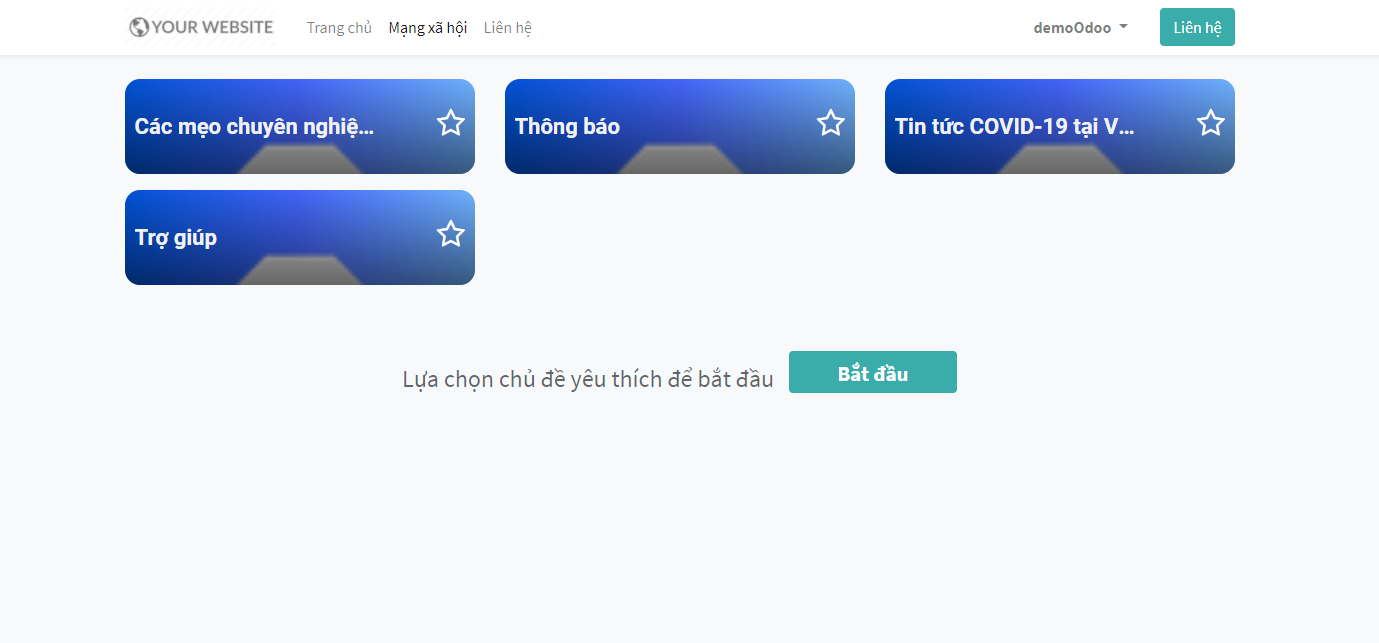 YOUR WEBSITE Trang chủ Mạng xã hội Liên hệ demoOdoo Liên hệ
Các mẹo chuyên nghiệ... Thông báo Tin tức COVID-19 tại V...
Trợ giúp
Lựa chọn chủ đề yêu thích để bắt đầu Bắt đầu